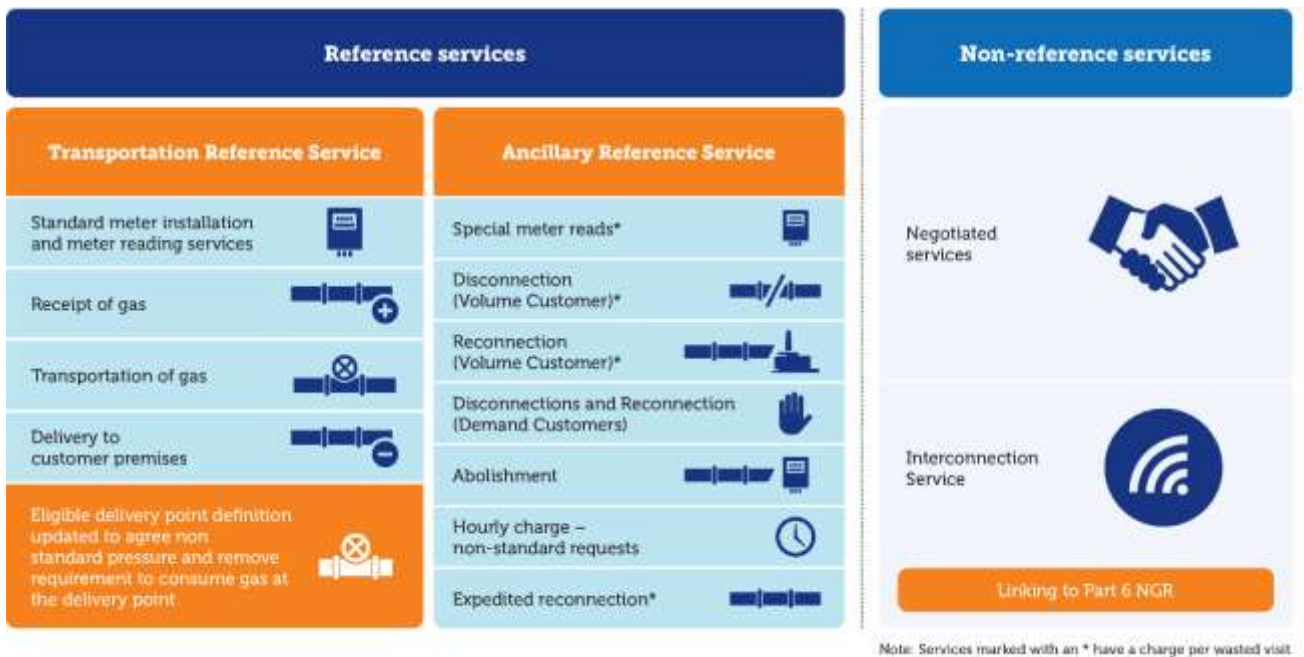 Reference services
Transportation Reference Service
Standard meter installation
and meter reading services
Receipt of gas
Transportation of gas
Delivery to
customer premises
Eligible delivery point definition
updated to agree non
standard pressure and remove
requirement to consume gas at
the delivery point
Ancillary Reference Service
Special meter reads*
Disconnection
(Volume Customer)*
Reconnection
(Volume Customer)*
Disconnections and Reconnection
(Demand Customers)
Abolishment
Hourly charge –
non-standard requests
Expedited reconnection*
Non-reference services
Negotiated
services
Interconnection
Service
Linking to Part 6 NGR
Note: Services marked with an * have a charge per wasted visit